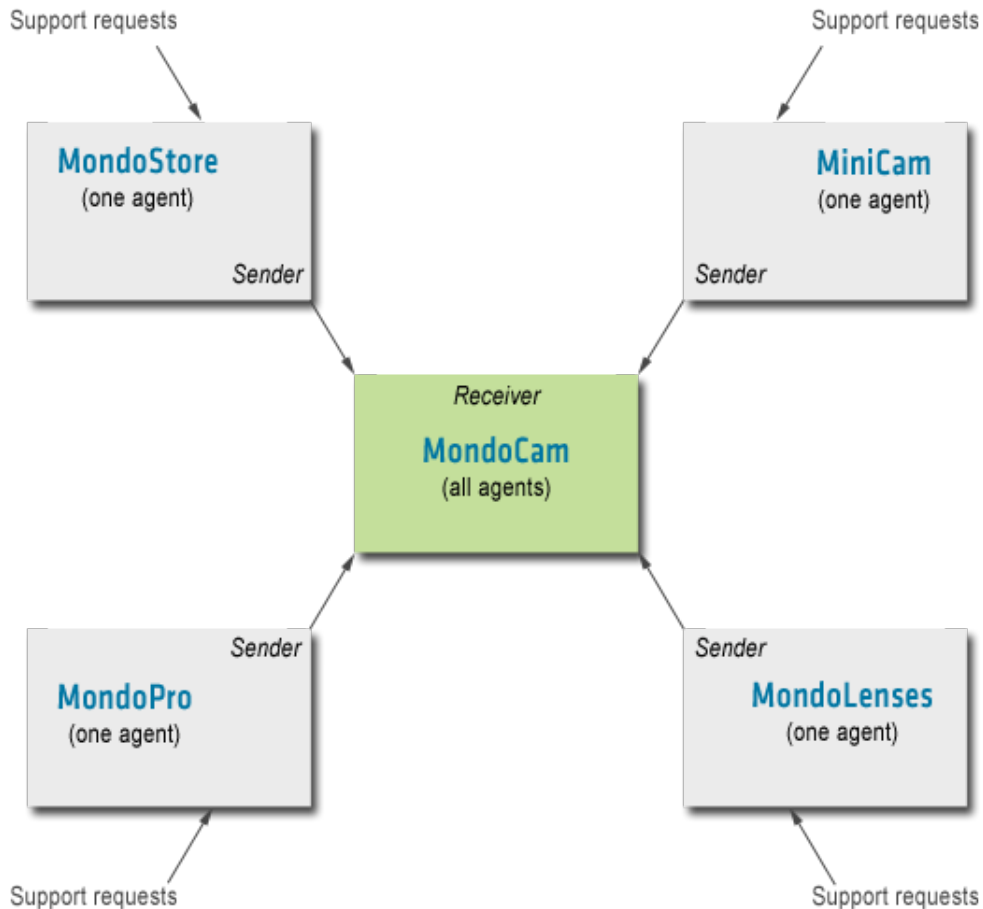 Support requests
Support requests
MondoStore
(one agent)
Sender
MiniCam
(one agent)
Sender
Receiver
MondoCam
(all agents)
Sender
MondoPro
(one agent)
Sender
MondoLenses
(one agent)
Support requests
Support requests